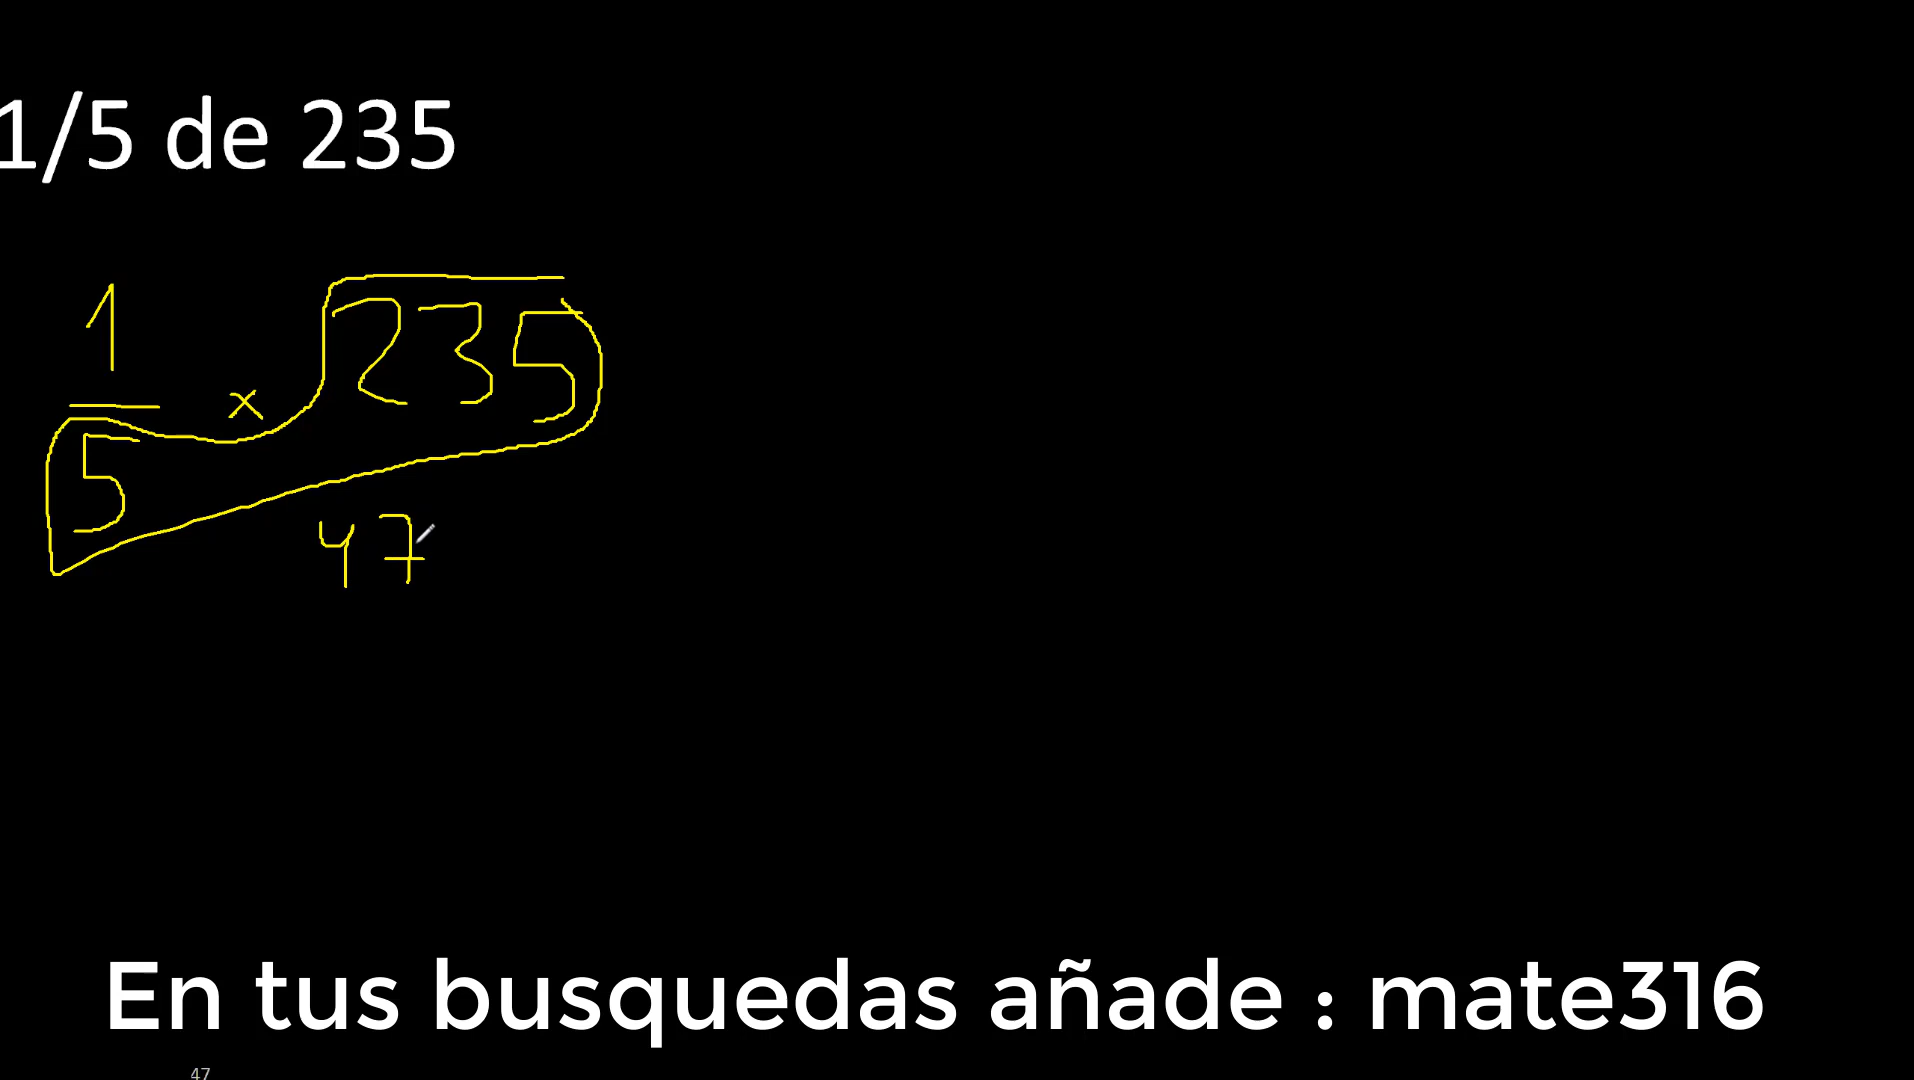 1/5 de 235
1
x 235
5
47
En tus busquedas añade : mate316
47